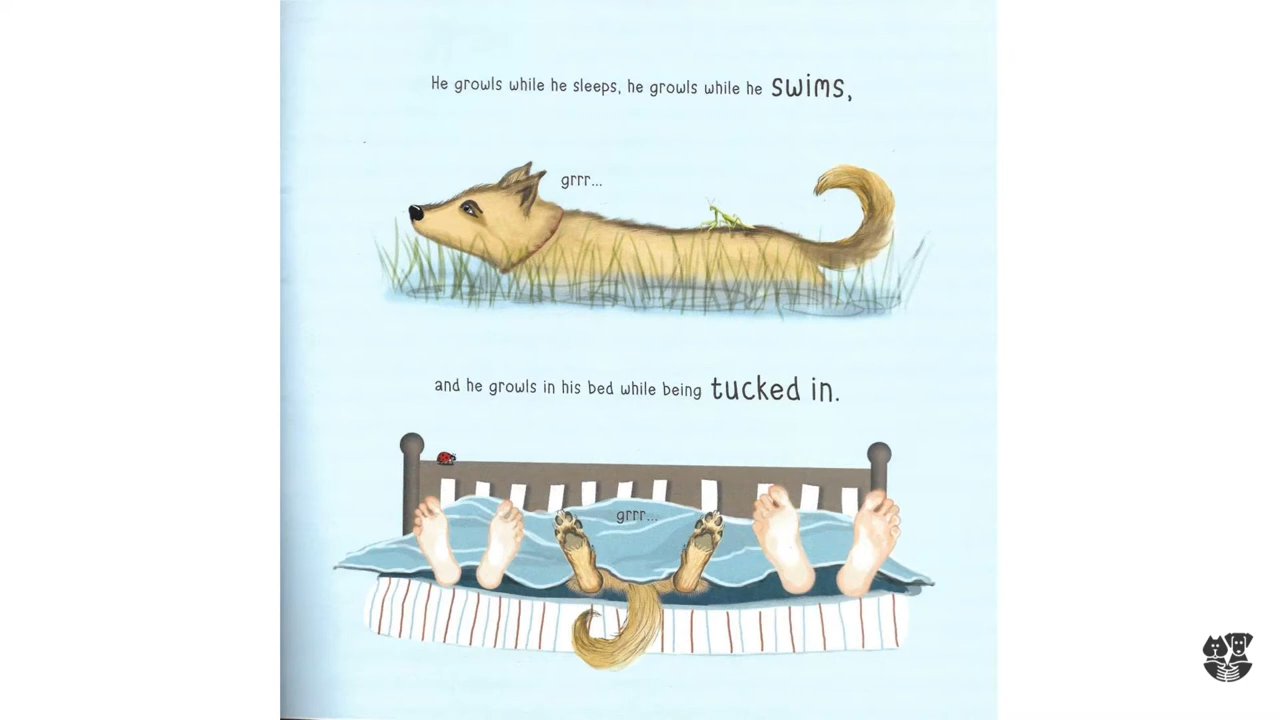 He growls while he sleeps, he growls while he swims,
grrr...
and he growls in his bed while being tucked in.
grrr...